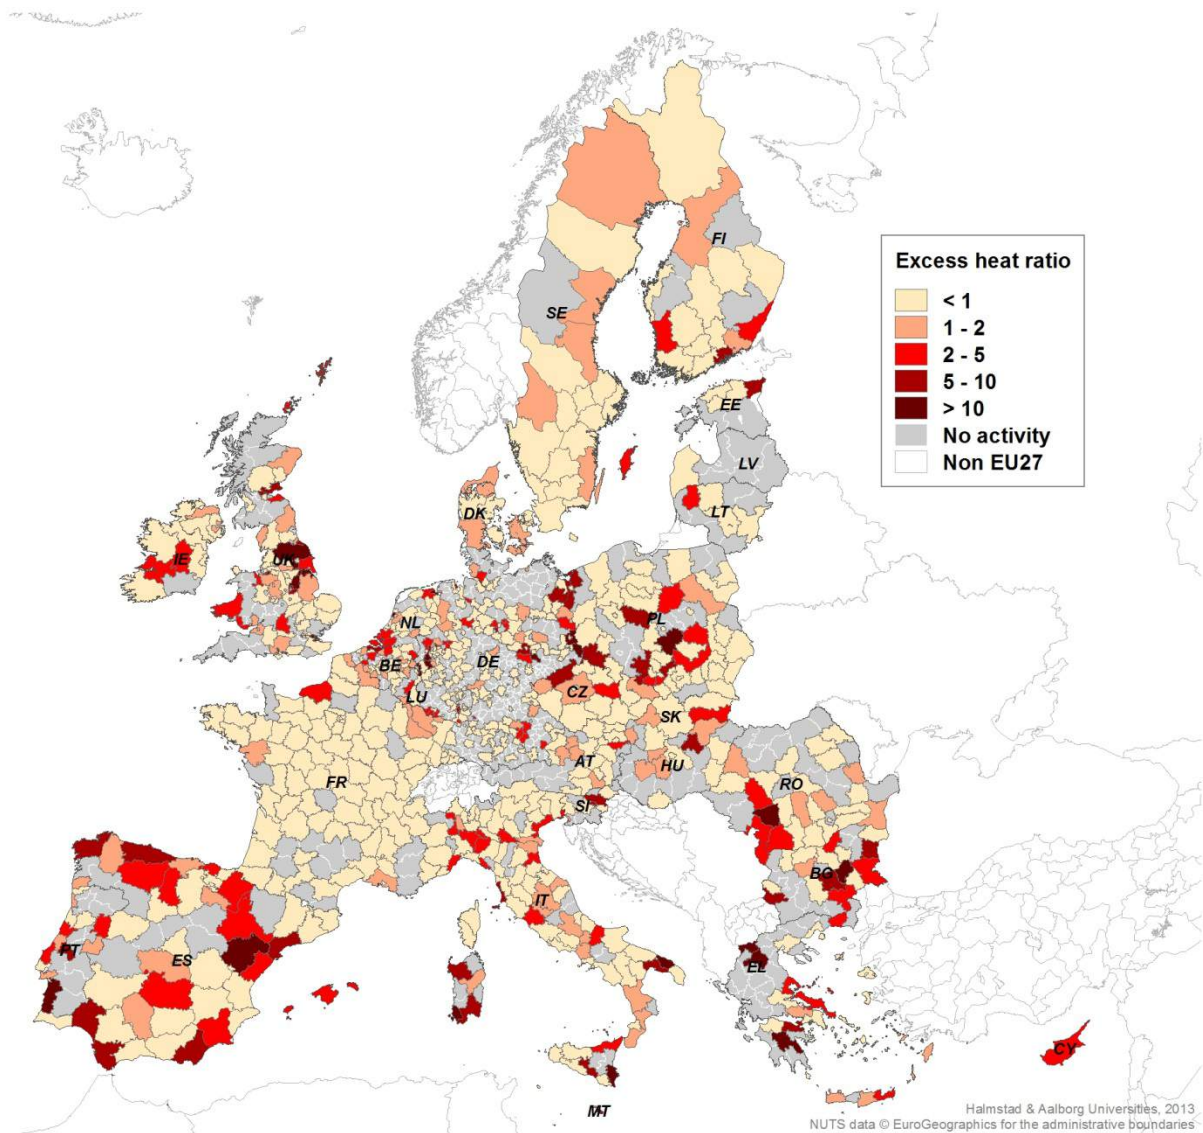 FI
SE
Excess heat ratio
< 1
1 - 2
2 - 5
5 - 10
> 10
No activity
Non EU27
EE
LV
LT
DK
IE
UK
NL
PL
BE
DE
LU
CZ
SK
AT
HU
FR
RO
SI
BG
IT
PT
ES
EL
CY
MT
Halmstad & Aalborg Universities, 2013
NUTS data © EuroGeographics for the administrative boundaries